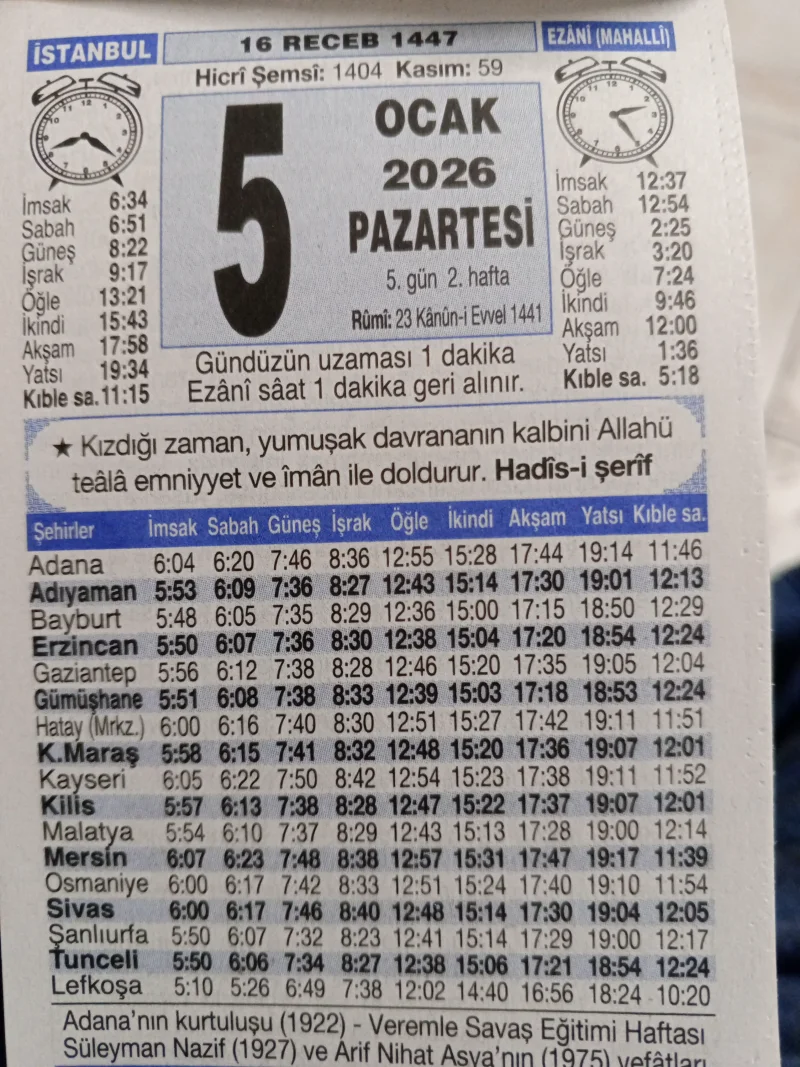 İSTANBUL
16 RECEB 1447
EZÂNÎ (MAHALLÎ)
Hicrî Şemsî: 1404 Kasım: 59
İmsak 6:34
Sabah 6:51
Güneş 8:22
İşrak 9:17
Öğle 13:21
İkindi 15:43
Akşam 17:58
Yatsı 19:34
Kıble sa. 11:15
5
OCAK
2026
PAZARTESİ
5. gün 2. hafta
Rûmî: 23 Kânûn-i Evvel 1441
İmsak 12:37
Sabah 12:54
Güneş 2:25
İşrak 3:20
Öğle 7:24
İkindi 9:46
Akşam 12:00
Yatsı 1:36
Kıble sa. 5:18
Gündüzün uzaması 1 dakika
Ezânî sâat 1 dakika geri alınır.
★ Kızdığı zaman, yumuşak davrananın kalbini Allahü
teâlâ emniyyet ve îmân ile doldurur. Hadîs-i şerîf
Şehirler İmsak Sabah Güneş İşrak Öğle İkindi Akşam Yatsı Kıble sa.
Adana 6:04 6:20 7:46 8:36 12:55 15:28 17:44 19:14 11:46
Adıyaman 5:53 6:09 7:36 8:27 12:43 15:14 17:30 19:01 12:13
Bayburt 5:48 6:05 7:35 8:29 12:36 15:00 17:15 18:50 12:29
Erzincan 5:50 6:07 7:36 8:30 12:38 15:04 17:20 18:54 12:24
Gaziantep 5:56 6:12 7:38 8:28 12:46 15:20 17:35 19:05 12:04
Gümüşhane 5:51 6:08 7:38 8:33 12:39 15:03 17:18 18:53 12:24
Hatay (Mrkz.) 6:00 6:16 7:40 8:30 12:51 15:27 17:42 19:11 11:51
K.Maraş 5:58 6:15 7:41 8:32 12:48 15:20 17:36 19:07 12:01
Kayseri 6:05 6:22 7:50 8:42 12:54 15:23 17:38 19:11 11:52
Kilis 5:57 6:13 7:38 8:28 12:47 15:22 17:37 19:07 12:01
Malatya 5:54 6:10 7:37 8:29 12:43 15:13 17:28 19:00 12:14
Mersin 6:07 6:23 7:48 8:38 12:57 15:31 17:47 19:17 11:39
Osmaniye 6:00 6:17 7:42 8:33 12:51 15:24 17:40 19:10 11:54
Sivas 6:00 6:17 7:46 8:40 12:48 15:14 17:30 19:04 12:05
Şanlıurfa 5:50 6:07 7:32 8:23 12:41 15:14 17:29 19:00 12:17
Tunceli 5:50 6:06 7:34 8:27 12:38 15:06 17:21 18:54 12:24
Lefkoşa 5:10 5:26 6:49 7:38 12:02 14:40 16:56 18:24 10:20
Adana'nın kurtuluşu (1922) - Veremle Savaş Eğitimi Haftası
Süleyman Nazif (1927) ve Arif Nihat Asya'nın (1975) vefâtları